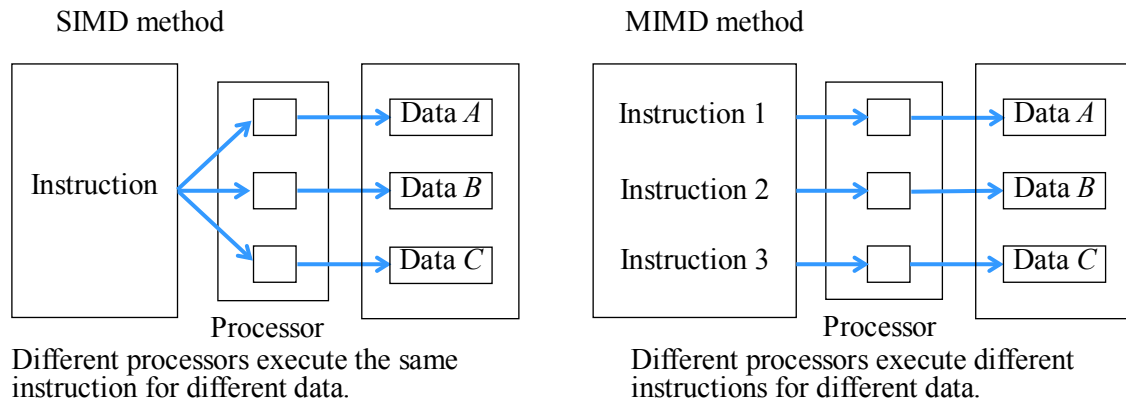 SIMD method
Instruction
Data A
Data B
Data C
Processor
Different processors execute the same
instruction for different data.
MIMD method
Instruction 1
Instruction 2
Instruction 3
Data A
Data B
Data C
Processor
Different processors execute different
instructions for different data.